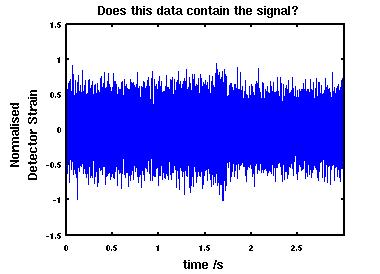 Does this data contain the signal?
1.5
1
0.5
0
-0.5
-1
-1.5
Normalised
Detector Strain
0 0.5 1 1.5 2 2.5
time /s